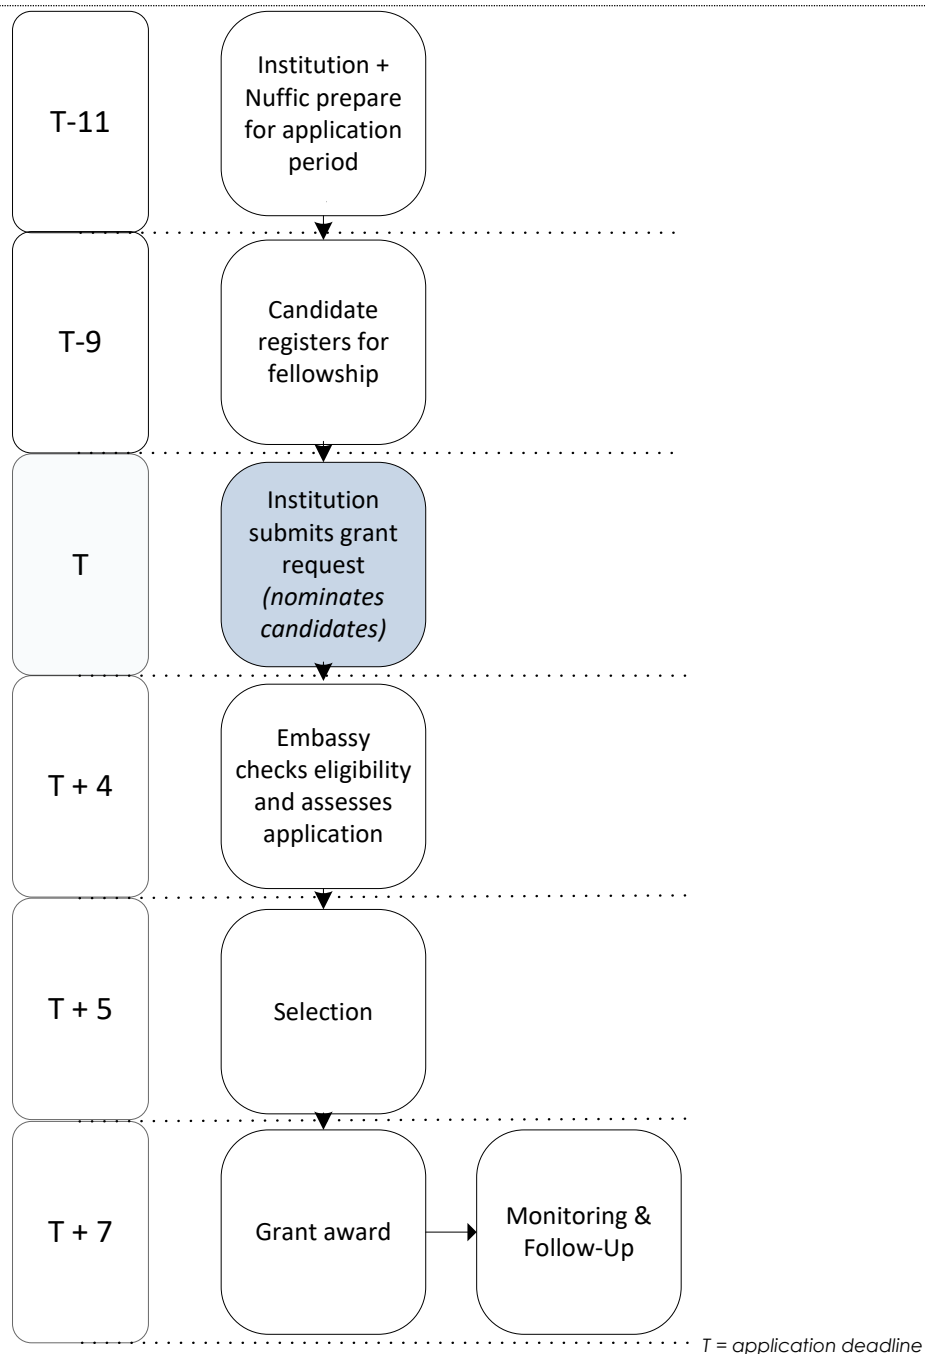 T-11
Institution +
Nuffic prepare
for application
period
T-9
Candidate
registers for
fellowship
T
Institution
submits grant
request
(nominates
candidates)
T + 4
Embassy
checks eligibility
and assesses
application
T + 5
Selection
T + 7
Grant award
Monitoring &
Follow-Up
T = application deadline